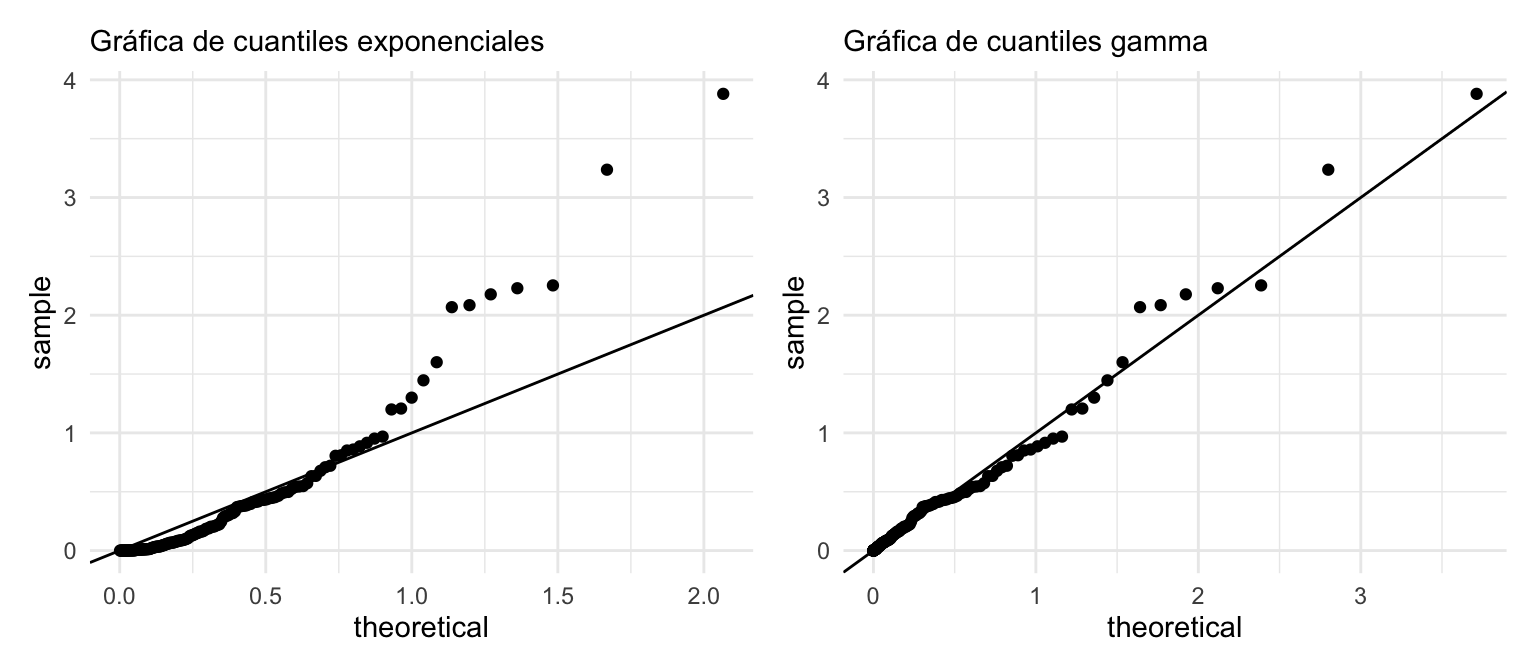 Gráfica de cuantiles exponenciales
4
3
2
1
0
sample
0.0 0.5 1.0 1.5 2.0
theoretical
Gráfica de cuantiles gamma
4
3
2
1
0
sample
0 1 2 3
theoretical